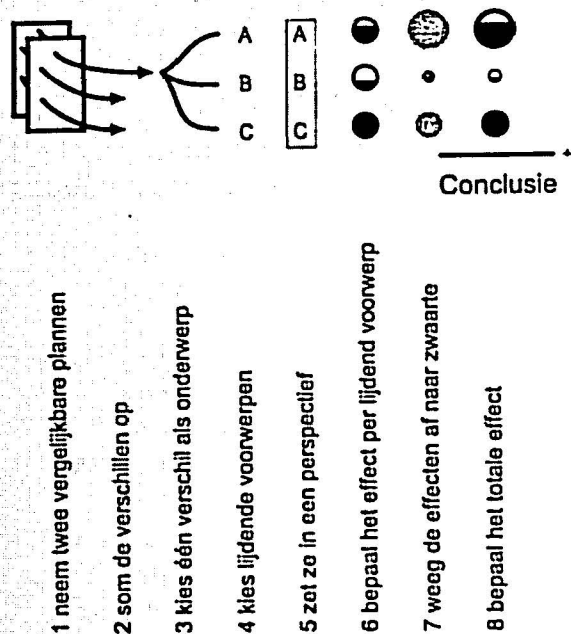 A A
B B
C C
+
Conclusie
1 neem twee vergelijkbare plannen
2 som de verschillen op
3 kies één verschil als onderwerp
4 kies lijdende voorwerpen
5 zet ze in een perspectief
6 bepaal het effect per lijdend voorwerp
7 weeg de effecten af naar zwaarte
8 bepaal het totale effect